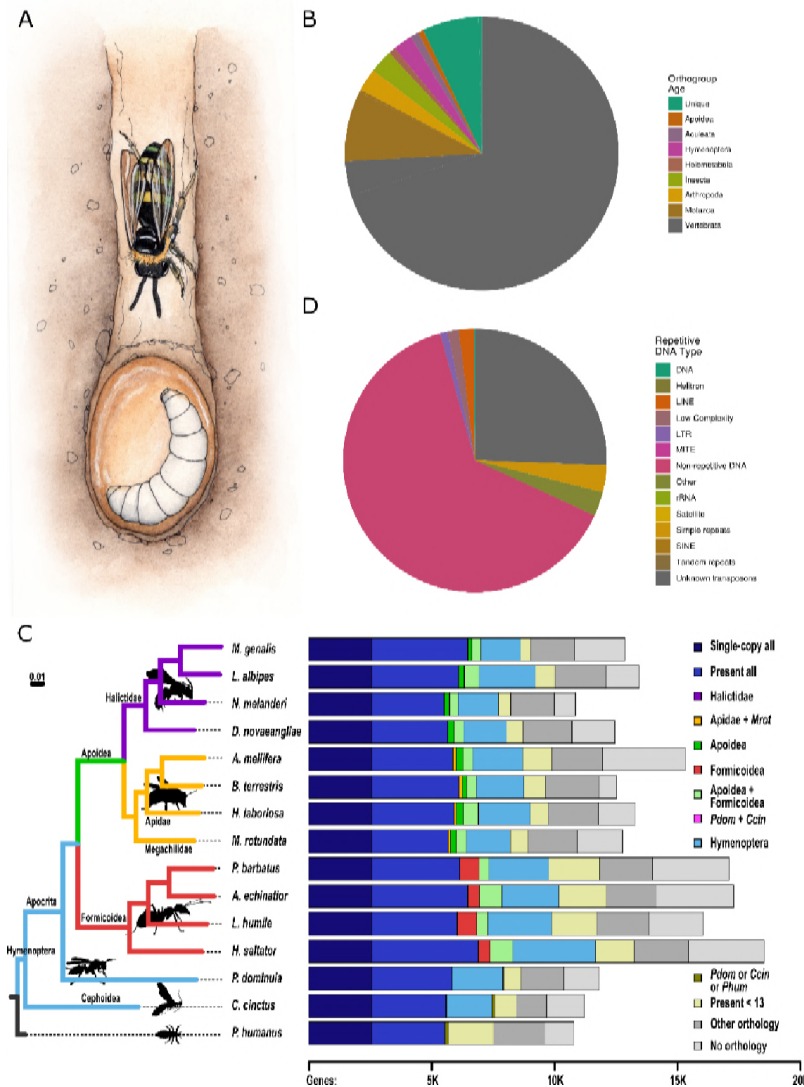 A
B
Orthogroup
Age
Unique
Apoidea
Aculeata
Hymenoptera
Holometabola
Insecta
Arthropoda
Metazoa
Vertebrata
D
Repetitive
DNA Type
DNA
Helitron
LINE
Low Complexity
LTR
MITE
Non-repetitive DNA
Other
rRNA
Satellite
Simple repeats
SINE
Tandem repeats
Unknown transposons
C
0.01
Hymenoptera
Apocrita
Cephoidea
Apoidea
Formicoidea
Halictidae
Apidae
Megachilidae
M. genalis
L. albipes
N. melanderi
D. novaeangliae
A. mellifera
B. terrestris
H. laboriosa
M. rotundata
P. barbatus
A. echinatior
L. humile
H. saltator
P. dominula
C. cinctus
P. humanus
Single-copy all
Present all
Halictidae
Apidae + Mrot
Apoidea
Formicoidea
Apoidea +
Formicoidea
Pdom + Ccin
Hymenoptera
Pdom or Ccin
or Phum
Present < 13
Other orthology
No orthology
Genes:
5K
10K
15K
20